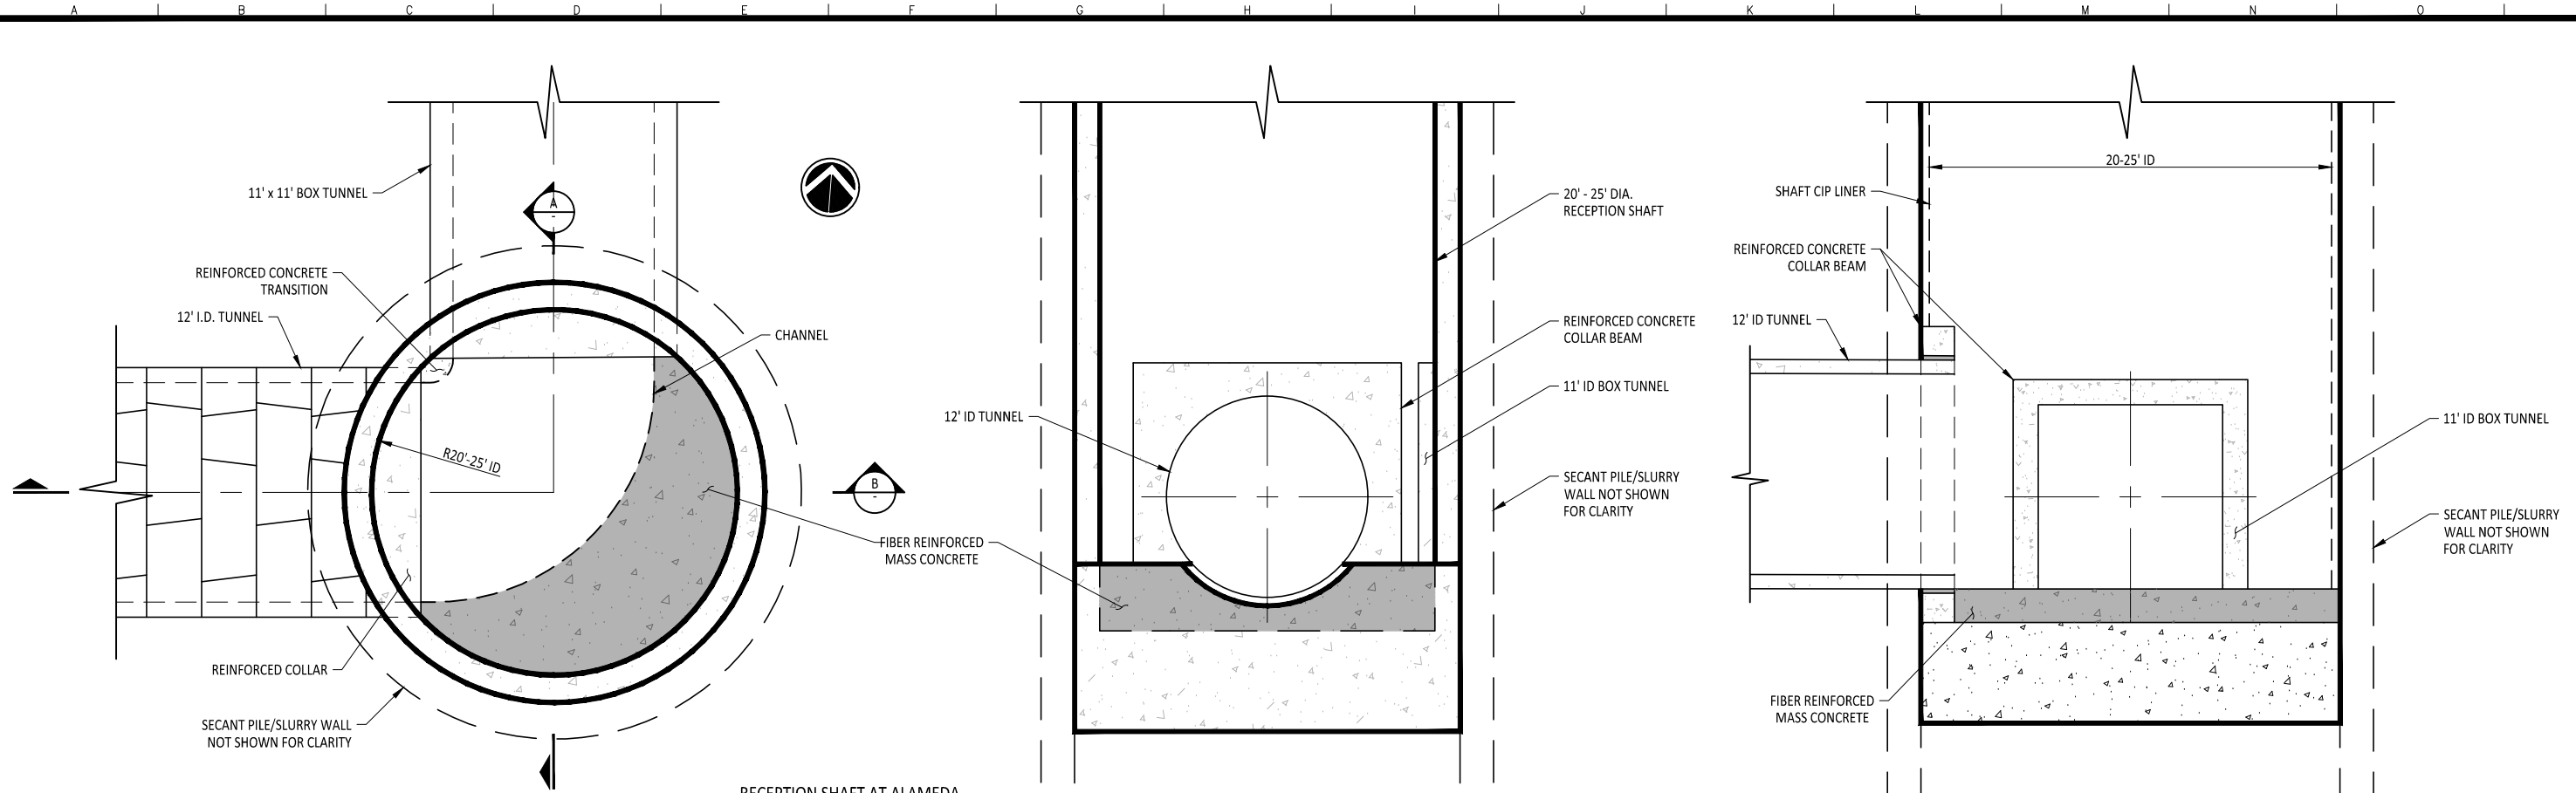 A B C D E F G H I J K L M N O
11' x 11' BOX TUNNEL
A
-
REINFORCED CONCRETE
TRANSITION
12' I.D. TUNNEL
CHANNEL
R20'-25' ID
B
-
FIBER REINFORCED
MASS CONCRETE
REINFORCED COLLAR
SECANT PILE/SLURRY WALL
NOT SHOWN FOR CLARITY
RECEPTION SHAFT AT ALAMEDA
20' - 25' DIA.
RECEPTION SHAFT
REINFORCED CONCRETE
COLLAR BEAM
11' ID BOX TUNNEL
12' ID TUNNEL
SECANT PILE/SLURRY
WALL NOT SHOWN
FOR CLARITY
20-25' ID
SHAFT CIP LINER
REINFORCED CONCRETE
COLLAR BEAM
12' ID TUNNEL
11' ID BOX TUNNEL
SECANT PILE/SLURRY
WALL NOT SHOWN
FOR CLARITY
FIBER REINFORCED
MASS CONCRETE